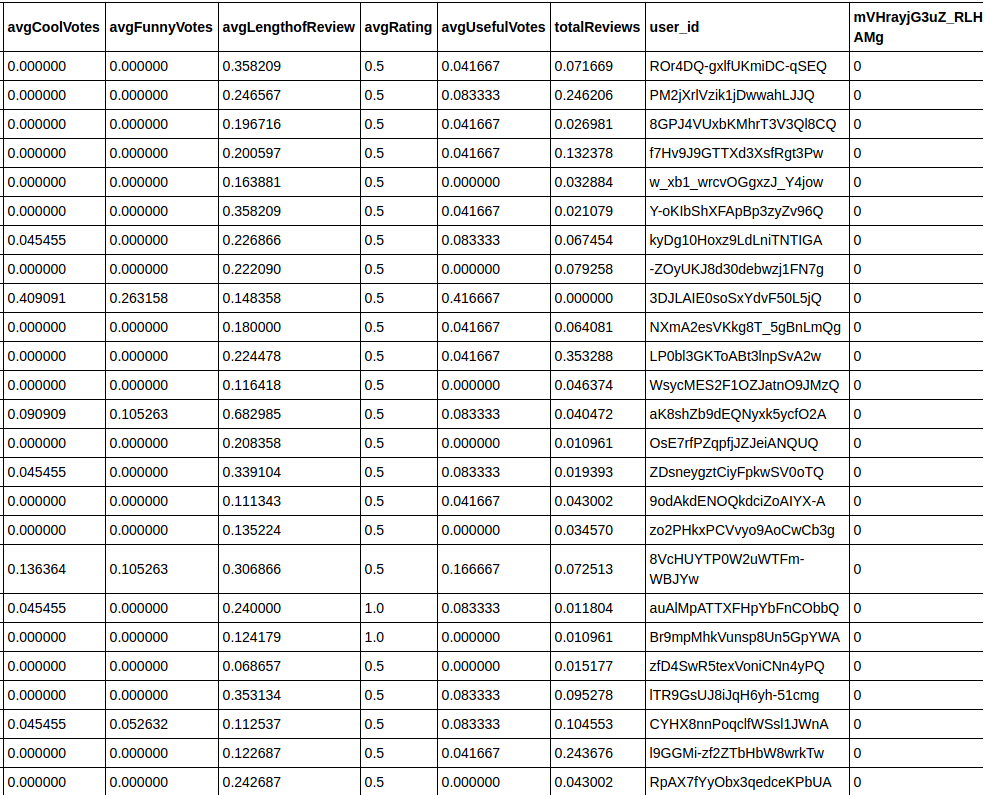 avgCoolVotes avgFunnyVotes avgLengthofReview avgRating avgUsefulVotes totalReviews user_id mVHrayjG3uZ_RLH
AMg
0.000000 0.000000 0.358209 0.5 0.041667 0.071669 ROr4DQ-gxlfUKmiDC-qSEQ 0
0.000000 0.000000 0.246567 0.5 0.083333 0.246206 PM2jXrlVzik1jDwwahLJJQ 0
0.000000 0.000000 0.196716 0.5 0.041667 0.026981 8GPJ4VUxbKMhrT3V3Ql8CQ 0
0.000000 0.000000 0.200597 0.5 0.041667 0.132378 f7Hv9J9GTTXd3XsfRgt3Pw 0
0.000000 0.000000 0.163881 0.5 0.000000 0.032884 w_xb1_wrcvOGgxzJ_Y4jow 0
0.000000 0.000000 0.358209 0.5 0.041667 0.021079 Y-oKIbShXFApBp3zyZv96Q 0
0.045455 0.000000 0.226866 0.5 0.083333 0.067454 kyDg10Hoxz9LdLniTNTIGA 0
0.000000 0.000000 0.222090 0.5 0.000000 0.079258 -ZOyUKJ8d30debwzj1FN7g 0
0.409091 0.263158 0.148358 0.5 0.416667 0.000000 3DJLAIE0soSxYdvF50L5jQ 0
0.000000 0.000000 0.180000 0.5 0.041667 0.064081 NXmA2esVKkg8T_5gBnLmQg 0
0.000000 0.000000 0.224478 0.5 0.041667 0.353288 LP0bl3GKToABt3lnpSvA2w 0
0.000000 0.000000 0.116418 0.5 0.000000 0.046374 WsycMES2F1OZJatnO9JMzQ 0
0.090909 0.105263 0.682985 0.5 0.083333 0.040472 aK8shZb9dEQNyxk5ycfO2A 0
0.000000 0.000000 0.208358 0.5 0.000000 0.010961 OsE7rfPZqpfjJZJeiANQUQ 0
0.045455 0.000000 0.339104 0.5 0.083333 0.019393 ZDsneygztCiyFpkwSV0oTQ 0
0.000000 0.000000 0.111343 0.5 0.041667 0.043002 9odAkdENOQkdciZoAIYX-A 0
0.000000 0.000000 0.135224 0.5 0.000000 0.034570 zo2PHkxPCVvyo9AoCwCb3g 0
0.136364 0.105263 0.306866 0.5 0.166667 0.072513 8VcHUYTP0W2uWTFm-
WBJYw 0
0.045455 0.000000 0.240000 1.0 0.083333 0.011804 auAlMpATTXFHpYbFnCObbQ 0
0.000000 0.000000 0.124179 1.0 0.000000 0.010961 Br9mpMhkVunsp8Un5GpYWA 0
0.000000 0.000000 0.068657 0.5 0.000000 0.015177 zfD4SwR5texVoniCNn4yPQ 0
0.000000 0.000000 0.353134 0.5 0.083333 0.095278 lTR9GsUJ8iJqH6yh-51cmg 0
0.045455 0.052632 0.112537 0.5 0.083333 0.104553 CYHX8nnPoqclfWSsl1JWnA 0
0.000000 0.000000 0.122687 0.5 0.041667 0.243676 l9GGMi-zf2ZTbHbW8wrkTw 0
0.000000 0.000000 0.242687 0.5 0.000000 0.043002 RpAX7fYyObx3qedceKPbUA 0